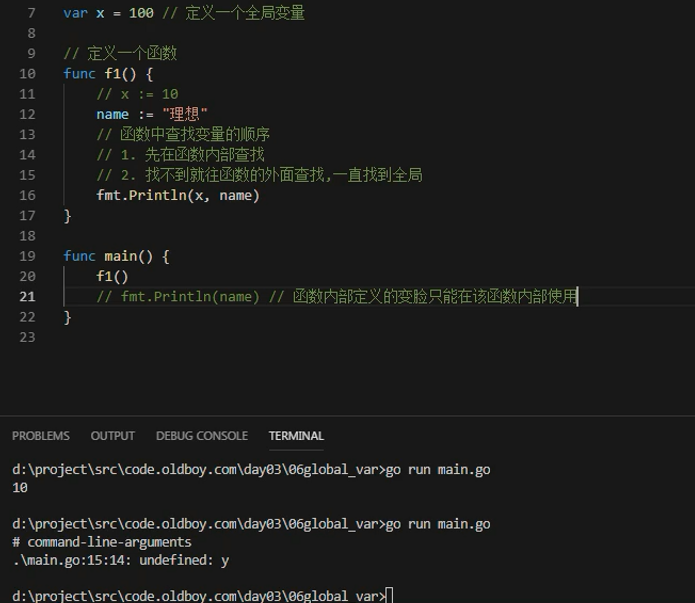 7 var x = 100 // 定义一个全局变量
8
9 // 定义一个函数
10 func f1() {
11 // x := 10
12 name := "理想"
13 // 函数中查找变量的顺序
14 // 1. 先在函数内部查找
15 // 2. 找不到就往函数的外面查找,一直找到全局
16 fmt.Println(x, name)
17 }
18
19 func main() {
20 f1()
21 // fmt.Println(name) // 函数内部定义的变脸只能在该函数内部使用
22 }
23
PROBLEMS OUTPUT DEBUG CONSOLE TERMINAL
d:\project\src\code.oldboy.com\day03\06global_var>go run main.go
10
d:\project\src\code.oldboy.com\day03\06global_var>go run main.go
# command-line-arguments
.\main.go:15:14: undefined: y
d:\project\src\code.oldboy.com\day03\06global_var>